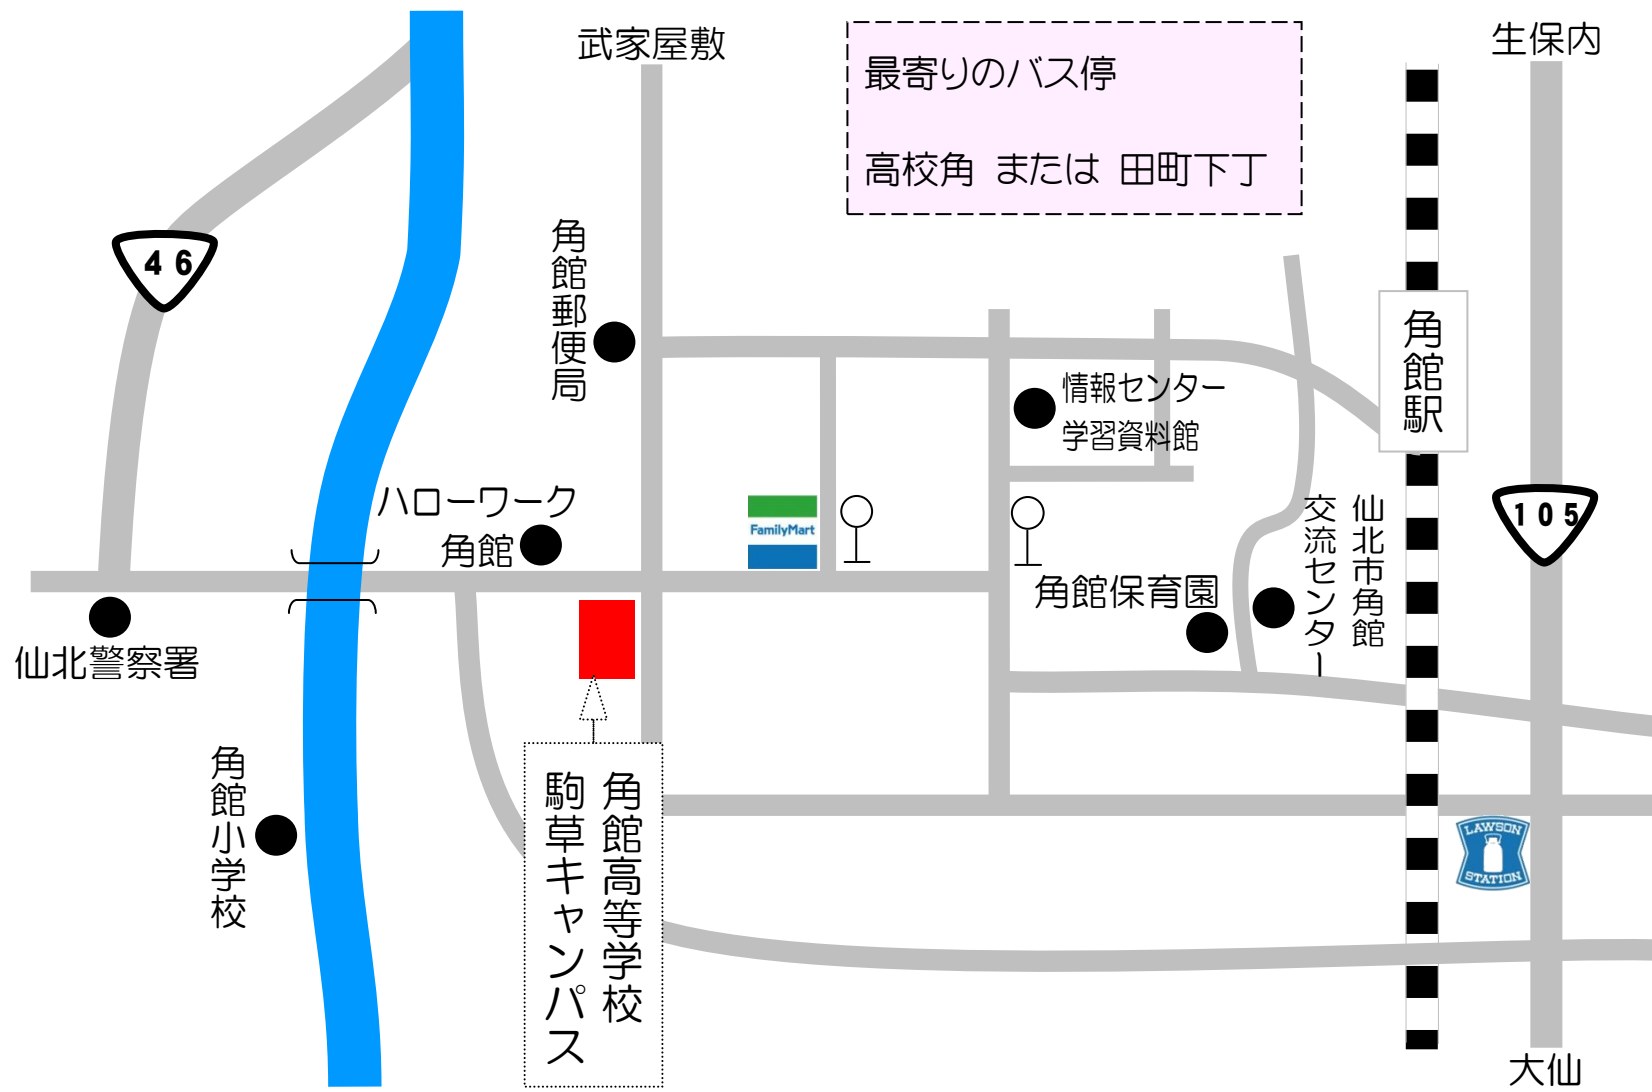 武家屋敷
最寄りのバス停
高校角 または 田町下丁
生保内
46
角館郵便局
角館駅
情報センター
学習資料館
ハローワーク
角館
FamilyMart
仙北市角館
交流センター
105
角館保育園
仙北警察署
角館小学校
角館高等学校
駒草キャンパス
LAWSON
STATION
大仙